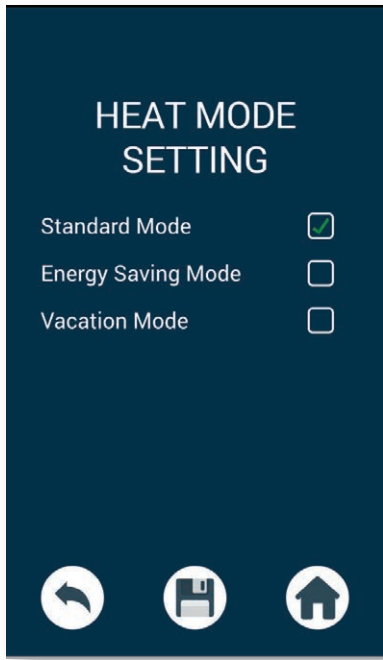 HEAT MODE
SETTING
Standard Mode
Energy Saving Mode
Vacation Mode